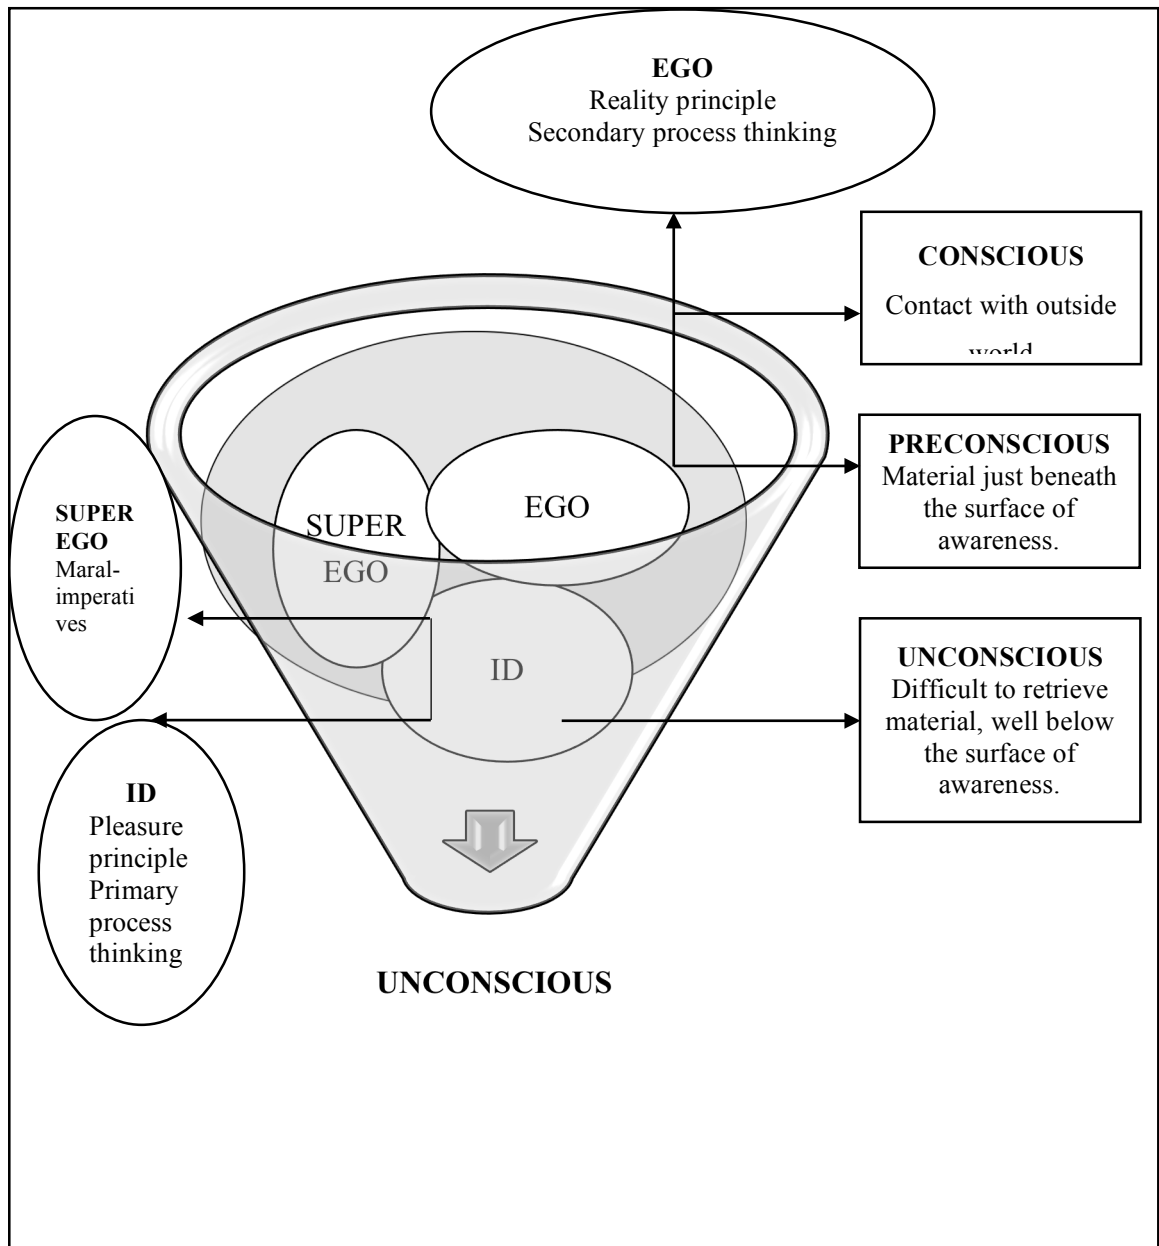 EGO
Reality principle
Secondary process thinking
CONSCIOUS
Contact with outside
world
PRECONSCIOUS
Material just beneath
the surface of
awareness.
SUPER
EGO
EGO
ID
SUPER
EGO
Maral-
imperati
ves
UNCONSCIOUS
Difficult to retrieve
material, well below
the surface of
awareness.
ID
Pleasure
principle
Primary
process
thinking
UNCONSCIOUS